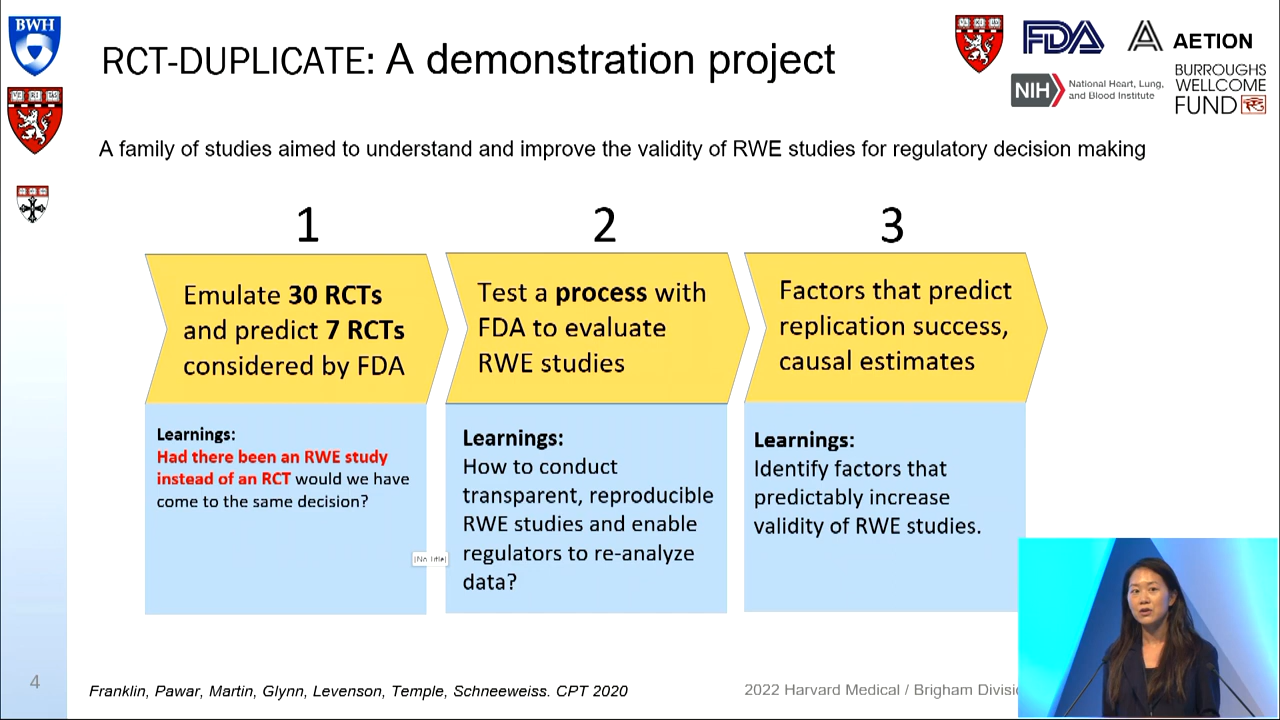 BWH
RCT-DUPLICATE: A demonstration project
FDA
AETION
NIH
National Heart, Lung,
and Blood Institute
BURROUGHS
WELLCOME
FUND
A family of studies aimed to understand and improve the validity of RWE studies for regulatory decision making
1
Emulate 30 RCTs
and predict 7 RCTs
considered by FDA
Learnings:
Had there been an RWE study
instead of an RCT would we have
come to the same decision?
2
Test a process with
FDA to evaluate
RWE studies
Learnings:
How to conduct
transparent, reproducible
RWE studies and enable
regulators to re-analyze
data?
3
Factors that predict
replication success,
causal estimates
Learnings:
Identify factors that
predictably increase
validity of RWE studies.
(No Title)
4
Franklin, Pawar, Martin, Glynn, Levenson, Temple, Schneeweiss. CPT 2020
2022 Harvard Medical / Brigham Divisi